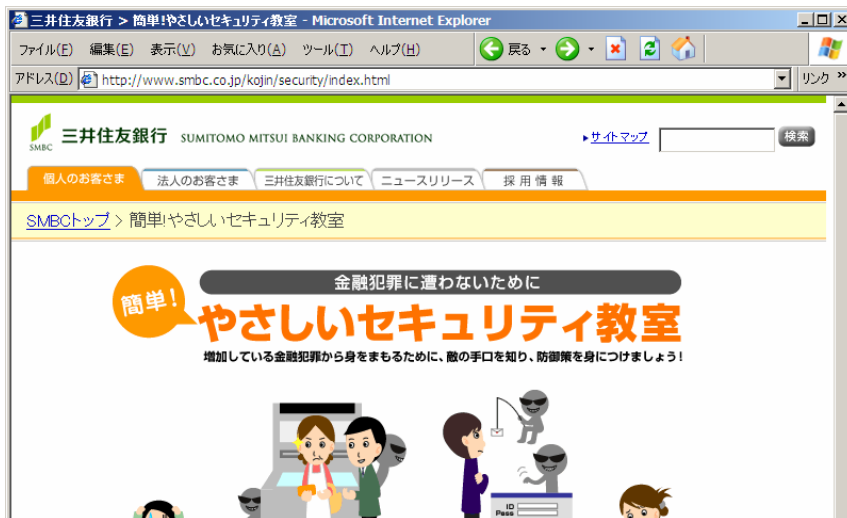 三井住友銀行 > 簡単!やさしいセキュリティ教室 - Microsoft Internet Explorer
ファイル(F) 編集(E) 表示(V) お気に入り(A) ツール(T) ヘルプ(H) 戻る
アドレス(D) http://www.smbc.co.jp/kojin/security/index.html リンク »
SMBC 三井住友銀行 SUMITOMO MITSUI BANKING CORPORATION サイトマップ 検索
個人のお客さま 法人のお客さま 三井住友銀行について ニュースリリース 採用情報
SMBCトップ > 簡単!やさしいセキュリティ教室
金融犯罪に遭わないために
簡単!
やさしいセキュリティ教室
増加している金融犯罪から身をまもるために、敵の手口を知り、防御策を身につけましょう!
ID
Pass